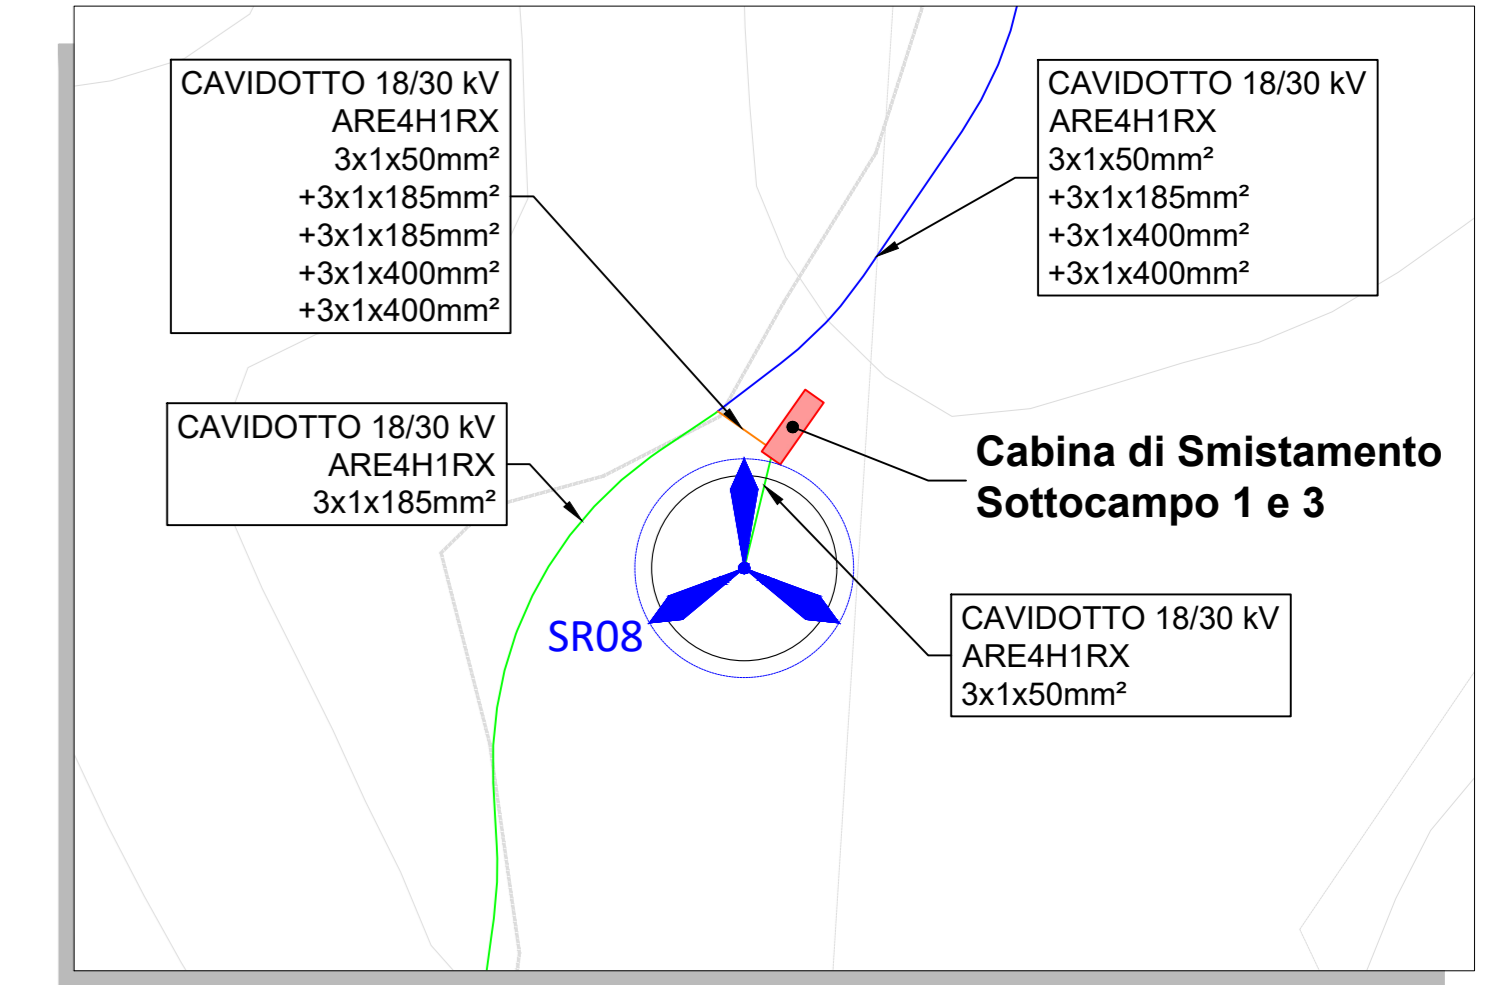 CAVIDOTTO 18/30 kV
ARE4H1RX
3x1x50mm²
+3x1x185mm²
+3x1x185mm²
+3x1x400mm²
+3x1x400mm²
CAVIDOTTO 18/30 kV
ARE4H1RX
3x1x50mm²
+3x1x185mm²
+3x1x400mm²
+3x1x400mm²
CAVIDOTTO 18/30 kV
ARE4H1RX
3x1x185mm²
Cabina di Smistamento
Sottocampo 1 e 3
SR08
CAVIDOTTO 18/30 kV
ARE4H1RX
3x1x50mm²